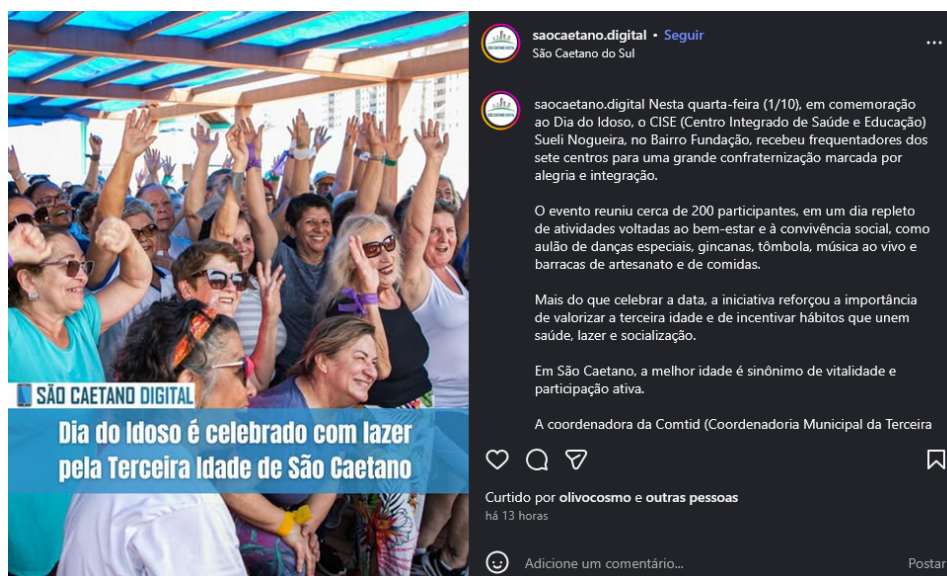 SÃO CAETANO DIGITAL
Dia do Idoso é celebrado com lazer
pela Terceira Idade de São Caetano
saocaetano.digital • Seguir
São Caetano do Sul
saocaetano.digital Nesta quarta-feira (1/10), em comemoração
ao Dia do Idoso, o CISE (Centro Integrado de Saúde e Educação)
Sueli Nogueira, no Bairro Fundação, recebeu frequentadores dos
sete centros para uma grande confraternização marcada por
alegria e integração.
O evento reuniu cerca de 200 participantes, em um dia repleto
de atividades voltadas ao bem-estar e à convivência social, como
aulão de danças especiais, gincanas, tômbola, música ao vivo e
barracas de artesanato e de comidas.
Mais do que celebrar a data, a iniciativa reforçou a importância
de valorizar a terceira idade e de incentivar hábitos que unem
saúde, lazer e socialização.
Em São Caetano, a melhor idade é sinônimo de vitalidade e
participação ativa.
A coordenadora da Comtid (Coordenadoria Municipal da Terceira
Curtido por olivocosmo e outras pessoas
há 13 horas
Adicione um comentário...
Postar